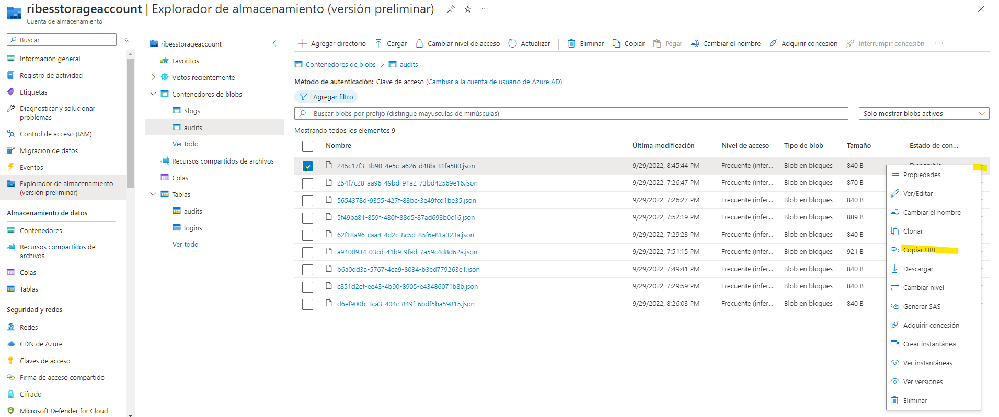 ribesstorageaccount | Explorador de almacenamiento (versión preliminar)
Cuenta de almacenamiento
Buscar
Información general
Registro de actividad
Etiquetas
Diagnosticar y solucionar
problemas
Control de acceso (IAM)
Migración de datos
Eventos
Explorador de almacenamiento
(versión preliminar)
Almacenamiento de datos
Contenedores
Recursos compartidos de
archivos
Colas
Tablas
Seguridad y redes
Redes
CDN de Azure
Claves de acceso
Firma de acceso compartido
Cifrado
Microsoft Defender for Cloud
ribesstorageaccount
Favoritos
Vistos recientemente
Contenedores de blobs
$logs
audits
Ver todo
Recursos compartidos de archivos
Colas
Tablas
audits
logins
Ver todo
Agregar directorio Cargar Cambiar nivel de acceso Actualizar Eliminar Copiar Pegar Cambiar el nombre Adquirir concesión Interrumpir concesión
Contenedores de blobs > audits
Método de autenticación: Clave de acceso (Cambiar a la cuenta de usuario de Azure AD)
Agregar filtro
Buscar blobs por prefijo (distingue mayúsculas de minúsculas) Solo mostrar blobs activos
Mostrando todos los elementos 9
Nombre Última modificación Nivel de acceso Tipo de blob Tamaño Estado de con...
245c17f3-3b90-4e5c-a626-d48bc31fa580.json 9/29/2022, 8:45:44 PM Frecuente (infer... Blob en bloques 840 B Disponible
254f7c28-aa96-49bd-91a2-73bd42569e16.json 9/29/2022, 7:26:47 PM Frecuente (infer... Blob en bloques 870 B
5654378d-9355-427f-83bc-3e49fcd1be35.json 9/29/2022, 7:26:27 PM Frecuente (infer... Blob en bloques 840 B
5f49ba81-859f-480f-88d5-87ad693b0c16.json 9/29/2022, 7:52:19 PM Frecuente (infer... Blob en bloques 889 B
62f18a96-caa4-4d2c-8c5d-85f6e81a323a.json 9/29/2022, 7:29:23 PM Frecuente (infer... Blob en bloques 840 B
a9400934-03cd-41b9-9fad-7a59c4d8d62a.json 9/29/2022, 7:51:15 PM Frecuente (infer... Blob en bloques 921 B
b6a0dd3a-5767-4ea9-8034-b3ed779263e1.json 9/29/2022, 7:49:41 PM Frecuente (infer... Blob en bloques 840 B
c851d2ef-ee43-4b90-8905-e43486071b8b.json 9/29/2022, 7:29:59 PM Frecuente (infer... Blob en bloques 840 B
d6ef900b-3ca3-404c-849f-6bdf5ba59815.json 9/29/2022, 8:26:03 PM Frecuente (infer... Blob en bloques 840 B
Propiedades
Ver/Editar
Cambiar el nombre
Clonar
Copiar URL
Descargar
Cambiar nivel
Generar SAS
Adquirir concesión
Crear instantánea
Ver instantáneas
Ver versiones
Eliminar